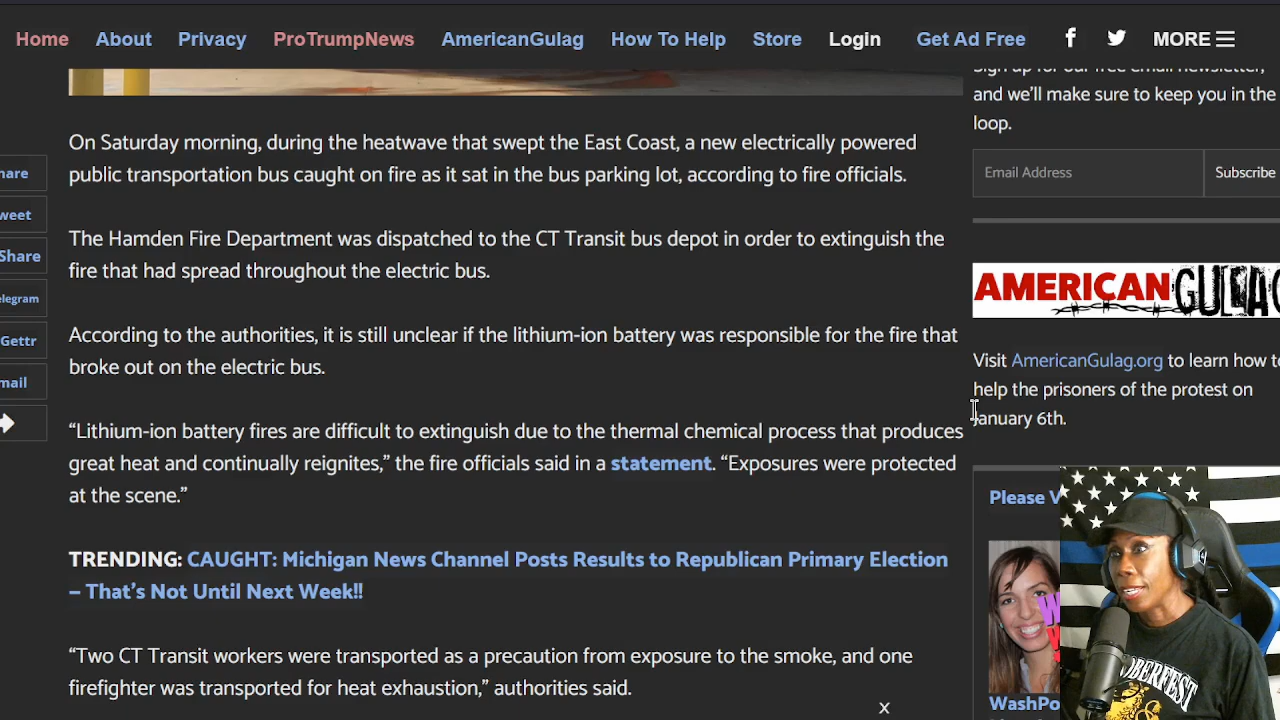 Home About Privacy ProTrumpNews AmericanGulag How To Help Store Login Get Ad Free MORE
Sign up for our free email newsletter,
and we'll make sure to keep you in the
loop.
Email Address Subscribe
On Saturday morning, during the heatwave that swept the East Coast, a new electrically powered
public transportation bus caught on fire as it sat in the bus parking lot, according to fire officials.
The Hamden Fire Department was dispatched to the CT Transit bus depot in order to extinguish the
fire that had spread throughout the electric bus.
According to the authorities, it is still unclear if the lithium-ion battery was responsible for the fire that
broke out on the electric bus.
“Lithium-ion battery fires are difficult to extinguish due to the thermal chemical process that produces
great heat and continually reignites,” the fire officials said in a statement. “Exposures were protected
at the scene.”
TRENDING: CAUGHT: Michigan News Channel Posts Results to Republican Primary Election
– That’s Not Until Next Week!!
“Two CT Transit workers were transported as a precaution from exposure to the smoke, and one
firefighter was transported for heat exhaustion,” authorities said.
hare
weet
Share
elegram
Gettr
mail
AMERICANGULAG
Visit AmericanGulag.org to learn how to
help the prisoners of the protest on
January 6th.
Please V
WashPo
x